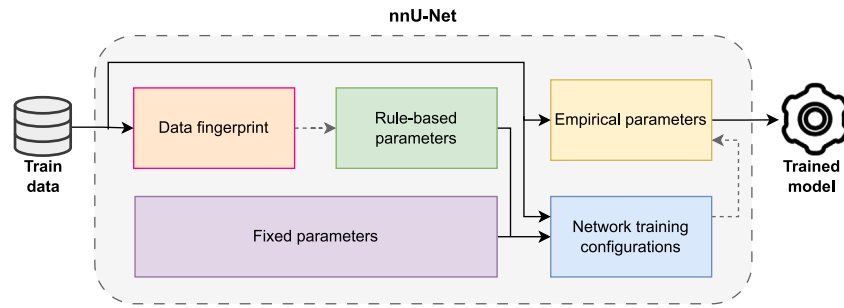 nnU-Net
Data fingerprint
Rule-based
parameters
Empirical parameters
Train
data
Trained
model
Fixed parameters
Network training
configurations